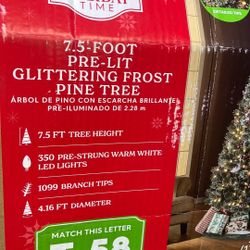 TIME
7.5-FOOT
PRE-LIT
GLITTERING FROST
PINE TREE
ÁRBOL DE PINO CON ESCARCHA BRILLANTE
PRE-ILUMINADO DE 2.28 m
7.5 FT TREE HEIGHT
350 PRE-STRUNG WARM WHITE
LED LIGHTS
1099 BRANCH TIPS
4.16 FT DIAMETER
MATCH THIS LETTER